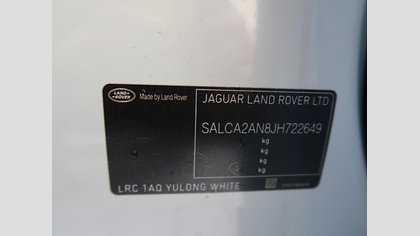 LAND ROVER
Made by Land Rover
JAGUAR LAND ROVER LTD
SALCA2AN8JH722649
kg
kg
kg
kg
LRC 1AQ YULONG WHITE